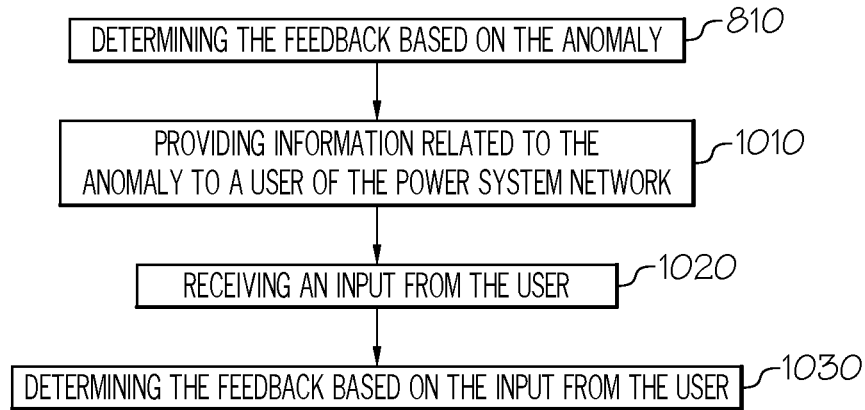 DETERMINING THE FEEDBACK BASED ON THE ANOMALY
810
PROVIDING INFORMATION RELATED TO THE
ANOMALY TO A USER OF THE POWER SYSTEM NETWORK
1010
RECEIVING AN INPUT FROM THE USER
1020
DETERMINING THE FEEDBACK BASED ON THE INPUT FROM THE USER
1030